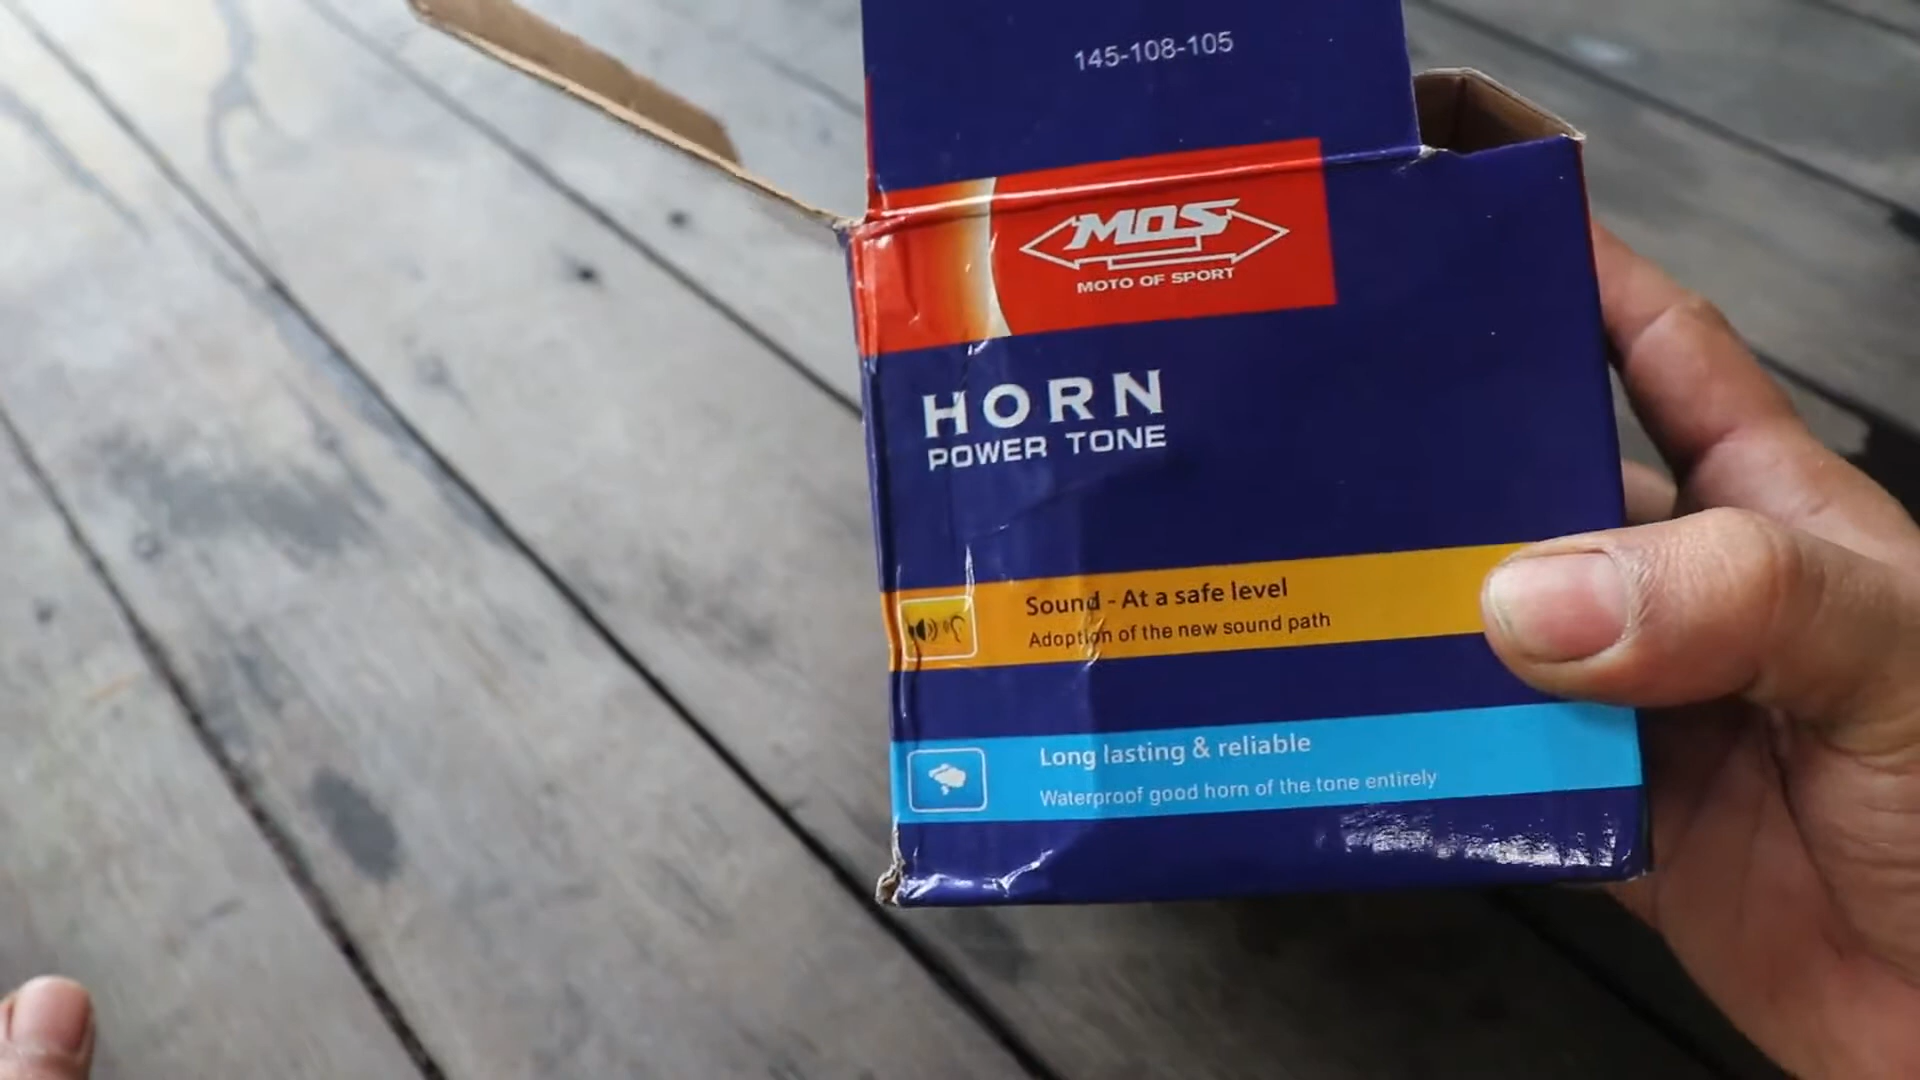 145-108-105
MOS
MOTO OF SPORT
HORN
POWER TONE
Sound - At a safe level
Adoption of the new sound path
Long lasting & reliable
Waterproof good horn of the tone entirely